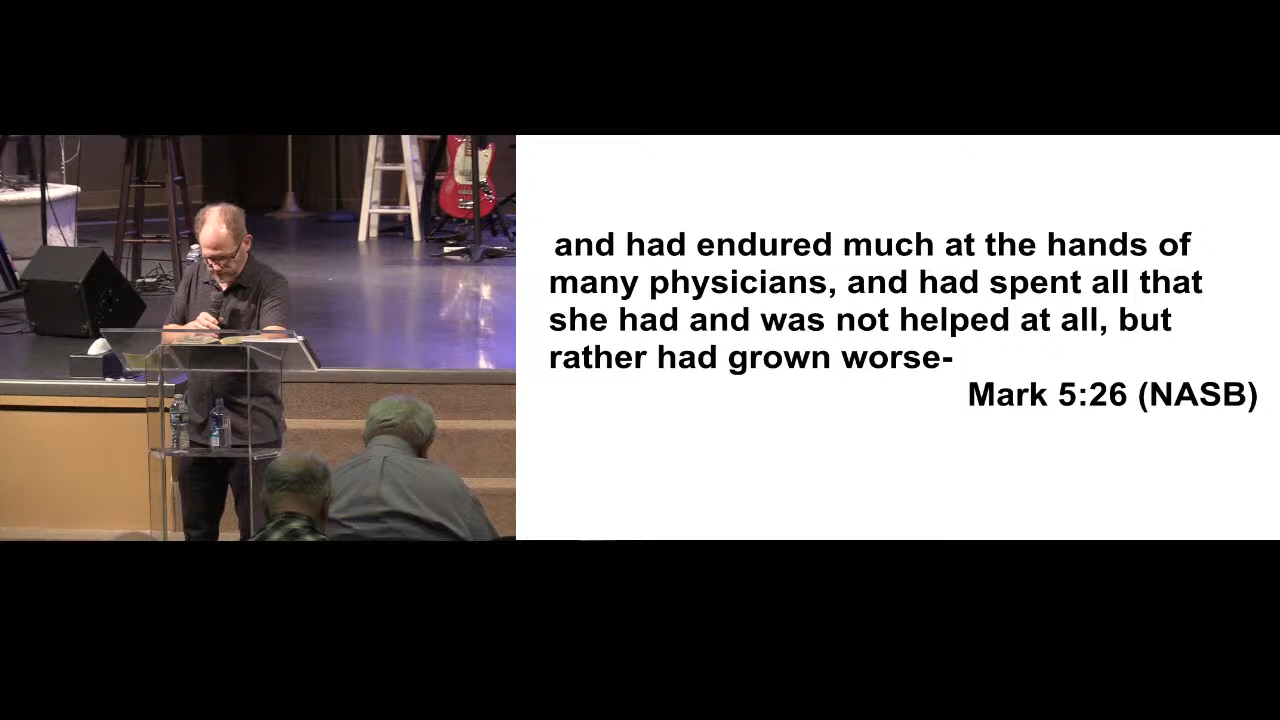 and had endured much at the hands of
many physicians, and had spent all that
she had and was not helped at all, but
rather had grown worse-
Mark 5:26 (NASB)